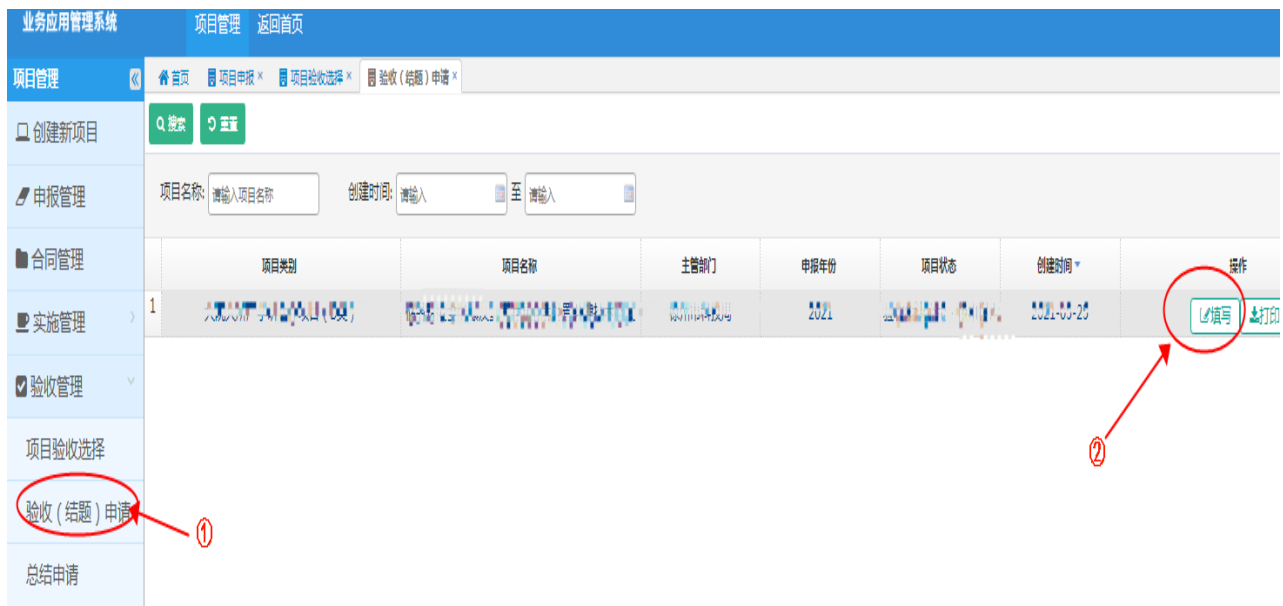 业务应用管理系统 项目管理 返回首页
项目管理 首页 项目申报 × 项目验收选择 × 验收（结题）申请 ×
创建新项目 搜索 重置
申报管理 项目名称: 请输入项目名称 创建时间: 请输入 至 请输入
合同管理 项目类别 项目名称 主管部门 申报年份 项目状态 创建时间 操作
实施管理 1 2021 填写 打印
验收管理
项目验收选择
②
验收（结题）申请
①
总结申请